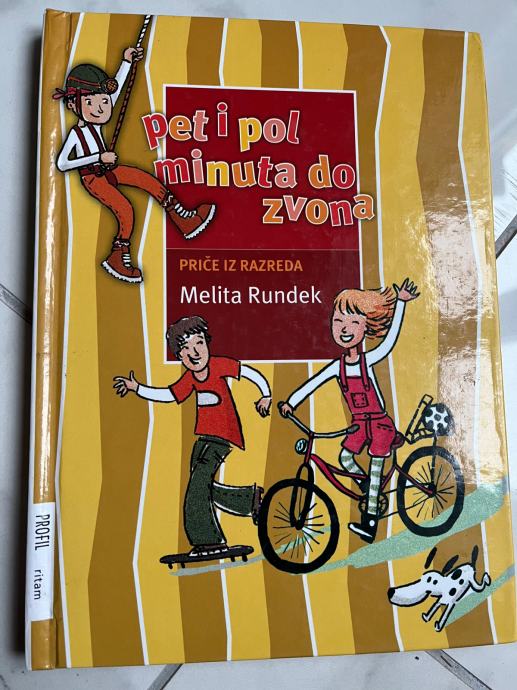 pet i pol
minuta do
zvona
PRIČE IZ RAZREDA
Melita Rundek
PROFIL
ritam